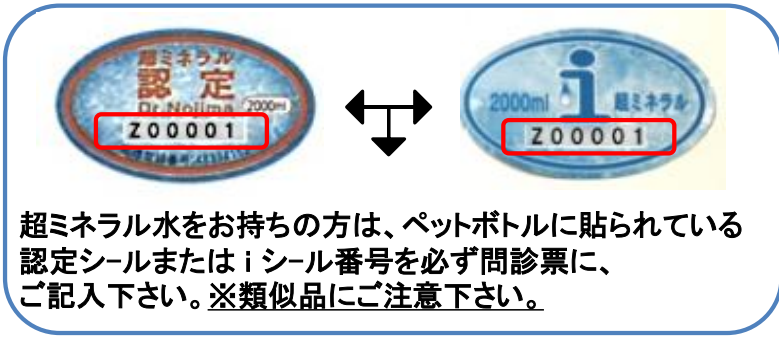 超ミネラル
認定
Dr.Nojima
2000ml
Z00001
2000ml
i
超ミネラル
Z00001
超ミネラル水をお持ちの方は、ペットボトルに貼られている
認定シールまたは i シール番号を必ず問診票に、
ご記入下さい。※類似品にご注意下さい。